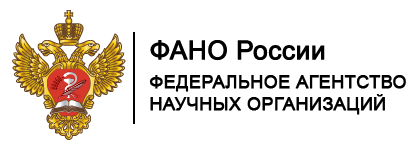 ФАНО России
ФЕДЕРАЛЬНОЕ АГЕНТСТВО
НАУЧНЫХ ОРГАНИЗАЦИЙ